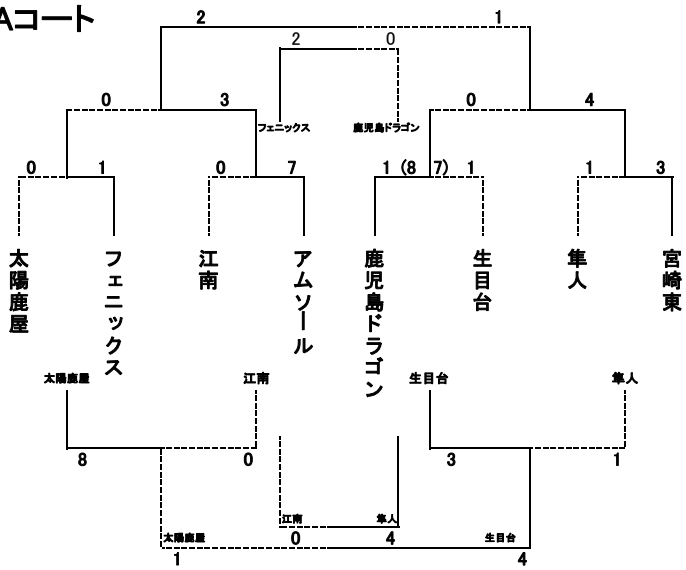 Aコート
2 1
2 0
0 3 0 4
フェニックス 鹿児島ドラゴン
0 1 0 7 1 (8 7) 1 1 3
太陽鹿屋
フェニックス
江南
アムソール
鹿児島ドラゴン
生目台
隼人
宮崎東
太陽鹿屋 江南 生目台 隼人
8 0 3 1
江南 隼人
0 4
太陽鹿屋 生目台
1 4